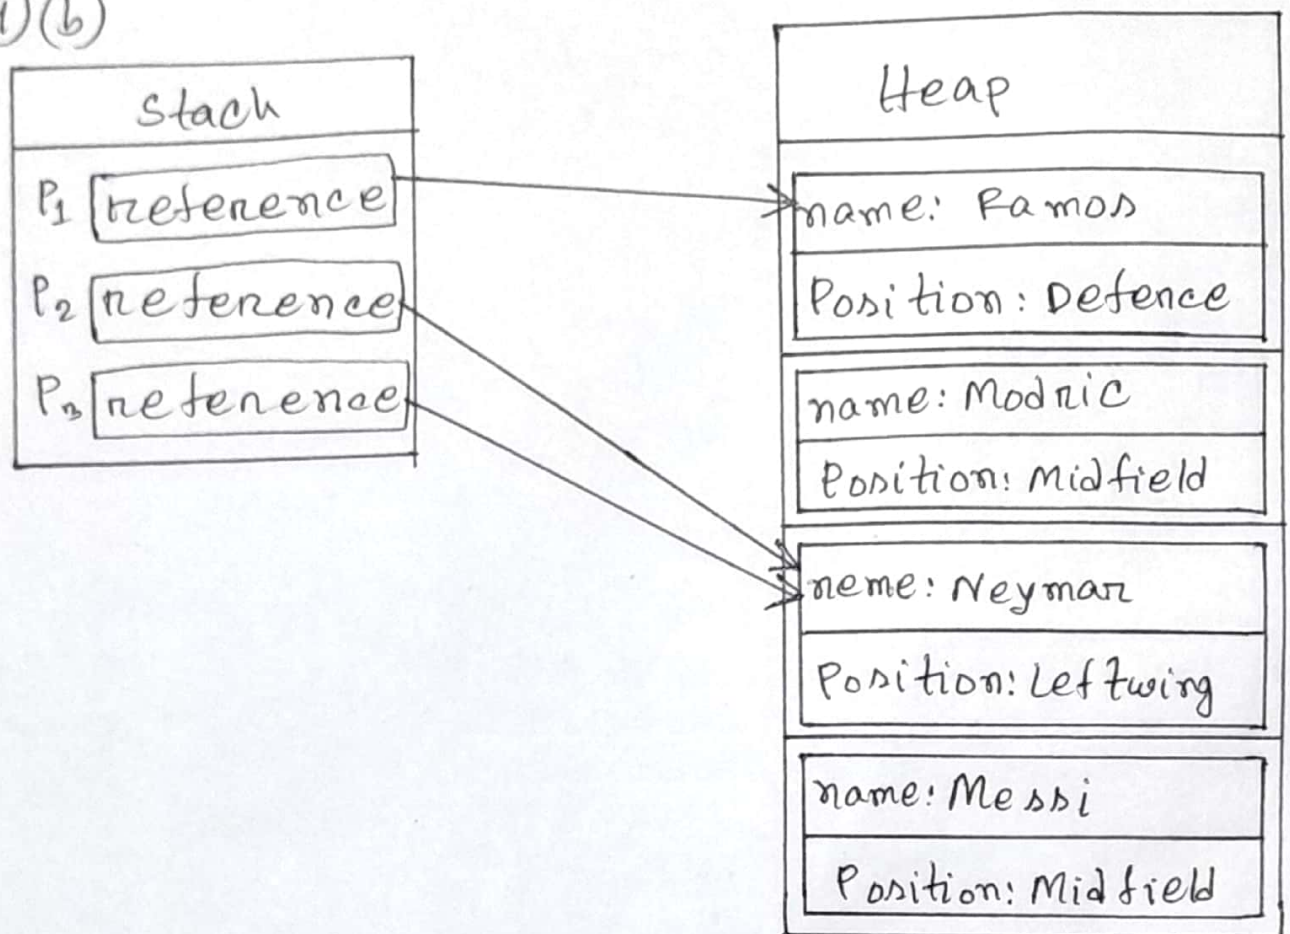 1)(b)
Stack
P1 reference
P2 reference
P3 reference
Heap
name: Ramos
Position: Defence
name: Modric
Position: Midfield
neme: Neymar
Position: Leftwing
name: Messi
Position: Midfield